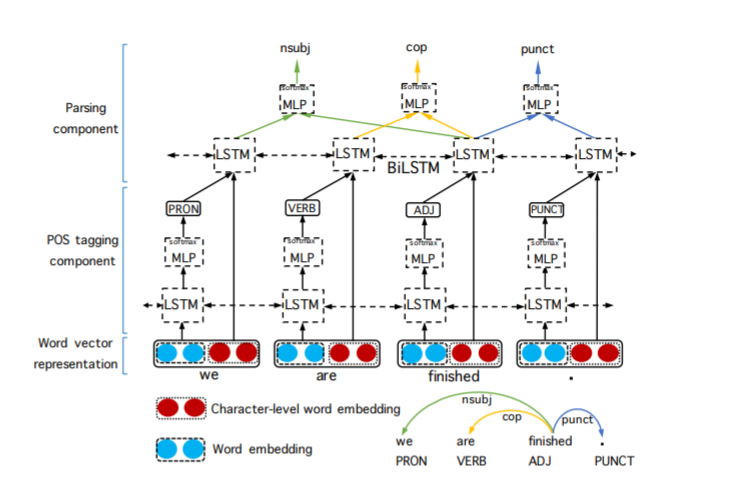 nsubj cop punct
softmax softmax softmax
Parsing component
MLP MLP MLP
LSTM LSTM LSTM LSTM
BiLSTM
PRON VERB ADJ PUNCT
POS tagging component
softmax softmax softmax softmax
MLP MLP MLP MLP
LSTM LSTM LSTM LSTM
Word vector representation
we are finished .
Character-level word embedding
Word embedding
nsubj
cop punct
we are finished .
PRON VERB ADJ PUNCT